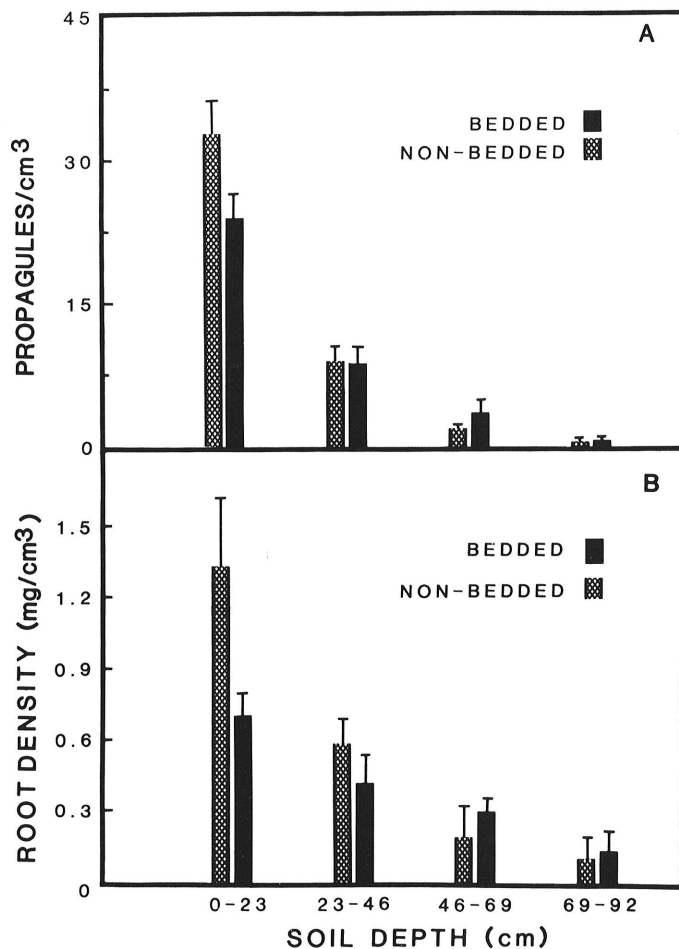 45
A
BEDDED
NON-BEDDED
30
15
0
PROPAGULES/cm3
B
1.5
BEDDED
NON-BEDDED
1.2
0.9
0.6
0.3
0
ROOT DENSITY (mg/cm3)
0-23 23-46 46-69 69-92
SOIL DEPTH (cm)